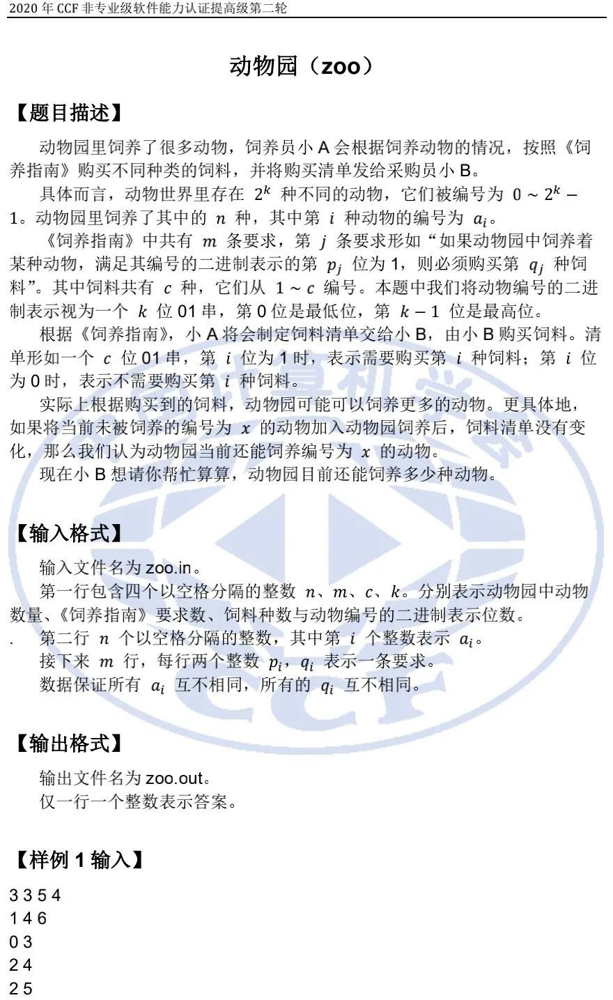 2020 年 CCF 非专业级软件能力认证提高级第二轮
动物园（zoo）
【题目描述】
动物园里饲养了很多动物，饲养员小 A 会根据饲养动物的情况，按照《饲
养指南》购买不同种类的饲料，并将购买清单发给采购员小 B。
具体而言，动物世界里存在 2^k 种不同的动物，它们被编号为 0 ~ 2^k −
1。动物园里饲养了其中的 n 种，其中第 i 种动物的编号为 a_i。
《饲养指南》中共有 m 条要求，第 j 条要求形如“如果动物园中饲养着
某种动物，满足其编号的二进制表示的第 p_j 位为 1，则必须购买第 q_j 种饲
料”。其中饲料共有 c 种，它们从 1 ~ c 编号。本题中我们将动物编号的二进
制表示视为一个 k 位 01 串，第 0 位是最低位，第 k − 1 位是最高位。
根据《饲养指南》，小 A 将会制定饲料清单交给小 B，由小 B 购买饲料。清
单形如一个 c 位 01 串，第 i 位为 1 时，表示需要购买第 i 种饲料；第 i 位
为 0 时，表示不需要购买第 i 种饲料。
实际上根据购买到的饲料，动物园可能可以饲养更多的动物。更具体地，
如果将当前未被饲养的编号为 x 的动物加入动物园饲养后，饲料清单没有变
化，那么我们认为动物园当前还能饲养编号为 x 的动物。
现在小 B 想请你帮忙算算，动物园目前还能饲养多少种动物。
【输入格式】
输入文件名为 zoo.in。
第一行包含四个以空格分隔的整数 n、m、c、k。分别表示动物园中动物
数量、《饲养指南》要求数、饲料种数与动物编号的二进制表示位数。
. 第二行 n 个以空格分隔的整数，其中第 i 个整数表示 a_i。
接下来 m 行，每行两个整数 p_i，q_i 表示一条要求。
数据保证所有 a_i 互不相同，所有的 q_i 互不相同。
【输出格式】
输出文件名为 zoo.out。
仅一行一个整数表示答案。
【样例 1 输入】
3 3 5 4
1 4 6
0 3
2 4
2 5
中国计算机学会
CCF